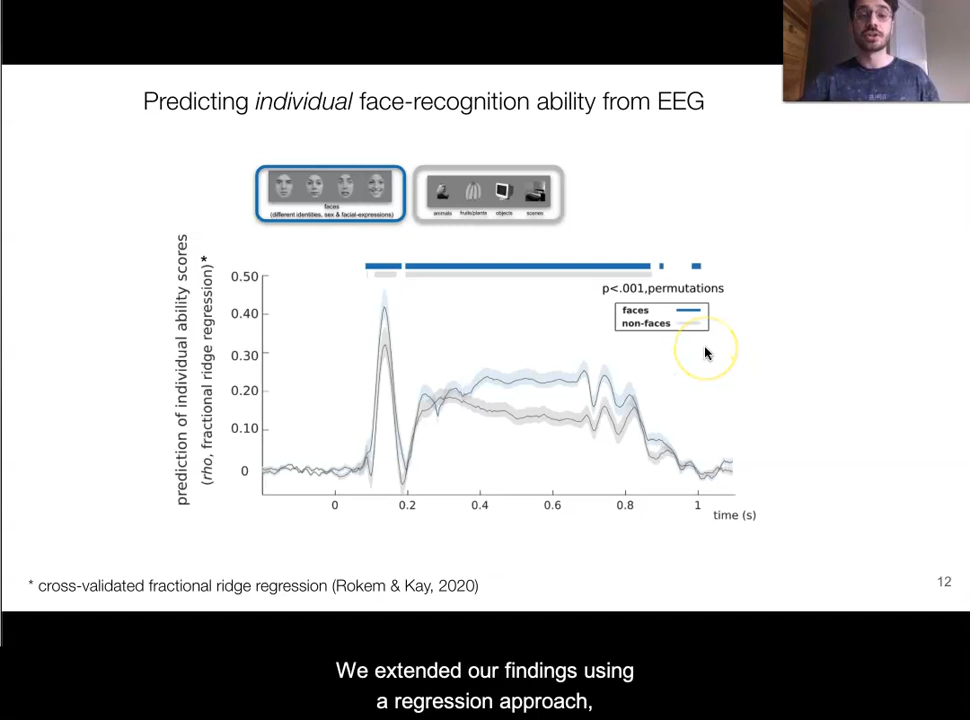 Predicting individual face-recognition ability from EEG
faces
(different identities, sex & facial-expressions)
animals fruits/plants objects scenes
prediction of individual ability scores
(rho, fractional ridge regression)*
0.50
0.40
0.30
0.20
0.10
0
p<.001,permutations
faces
non-faces
0 0.2 0.4 0.6 0.8 1
time (s)
* cross-validated fractional ridge regression (Rokem & Kay, 2020)
12
We extended our findings using
a regression approach,